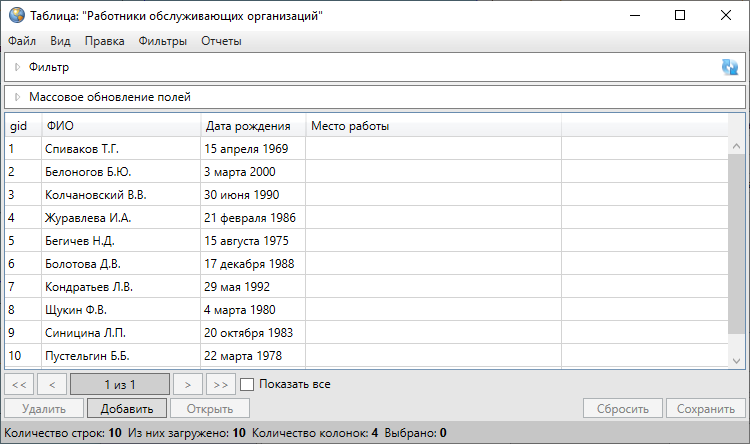 Таблица: "Работники обслуживающих организаций"
Файл Вид Правка Фильтры Отчеты
Фильтр
Массовое обновление полей
gid ФИО Дата рождения Место работы
1 Спиваков Т.Г. 15 апреля 1969
2 Белоногов Б.Ю. 3 марта 2000
3 Колчановский В.В. 30 июня 1990
4 Журавлева И.А. 21 февраля 1986
5 Бегичев Н.Д. 15 августа 1975
6 Болотова Д.В. 17 декабря 1988
7 Кондратьев Л.В. 29 мая 1992
8 Щукин Ф.В. 4 марта 1980
9 Синицина Л.П. 20 октября 1983
10 Пустельгин Б.Б. 22 марта 1978
<< < 1 из 1 > >> Показать все
Удалить Добавить Открыть Сбросить Сохранить
Количество строк: 10 Из них загружено: 10 Количество колонок: 4 Выбрано: 0